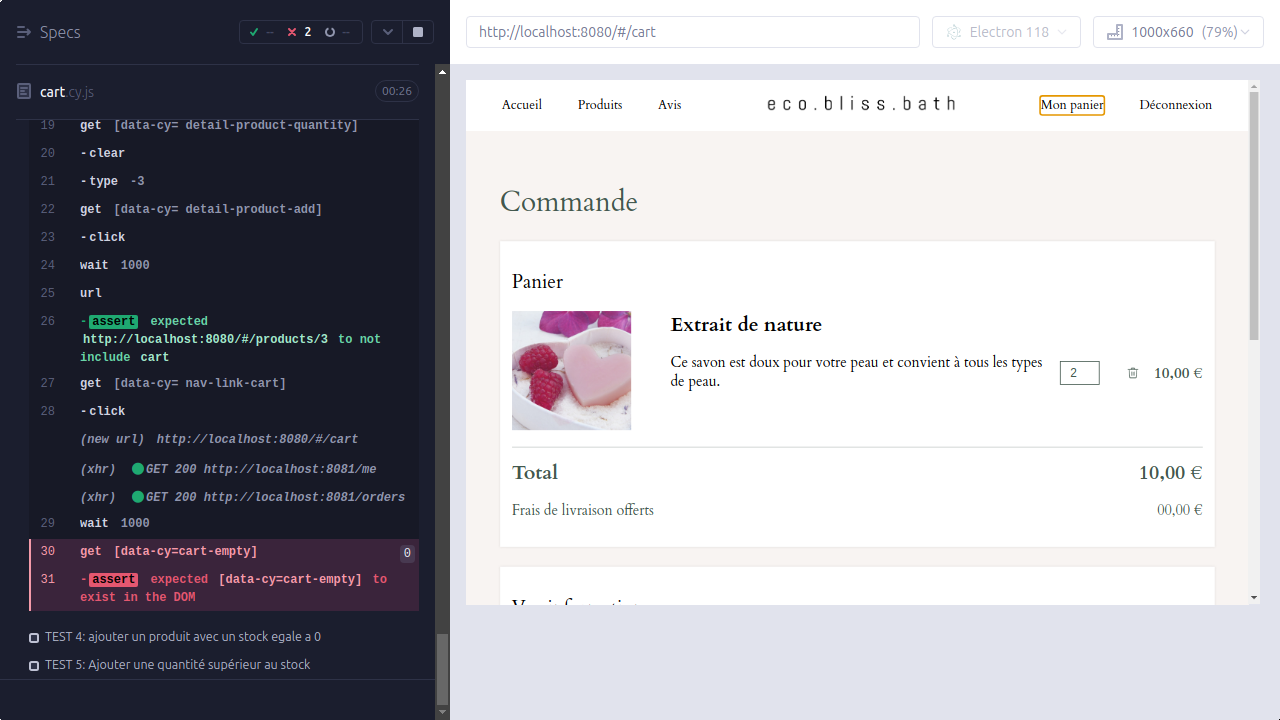 Specs
--
2
--
cart.cy.js
00:26
19 get [data-cy= detail-product-quantity]
20 -clear
21 -type -3
22 get [data-cy= detail-product-add]
23 -click
24 wait 1000
25 url
26 -assert expected
http://localhost:8080/#/products/3 to not
include cart
27 get [data-cy= nav-link-cart]
28 -click
(new url) http://localhost:8080/#/cart
(xhr) GET 200 http://localhost:8081/me
(xhr) GET 200 http://localhost:8081/orders
29 wait 1000
30 get [data-cy=cart-empty] 0
31 -assert expected [data-cy=cart-empty] to
exist in the DOM
TEST 4: ajouter un produit avec un stock egale a 0
TEST 5: Ajouter une quantité supérieur au stock
http://localhost:8080/#/cart
Electron 118
1000x660 (79%)
Accueil Produits Avis eco.bliss.bath Mon panier Déconnexion
Commande
Panier
Extrait de nature
Ce savon est doux pour votre peau et convient à tous les types
de peau.
2
10,00 €
Total 10,00 €
Frais de livraison offerts 00,00 €